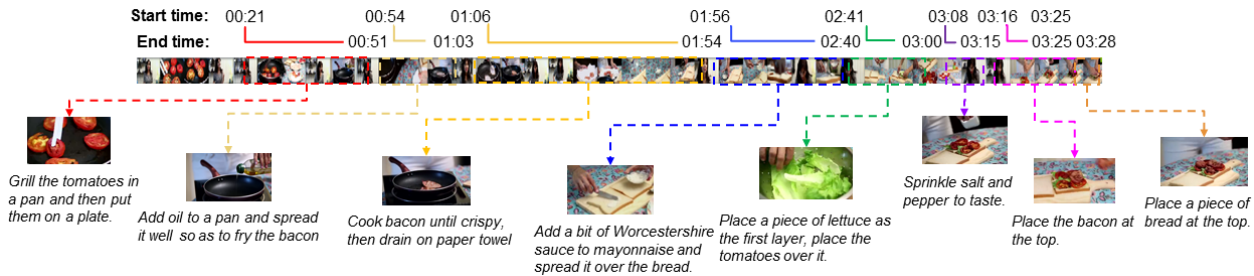 Start time: 00:21 00:54 01:06 01:56 02:41 03:08 03:16 03:25
End time: 00:51 01:03 01:54 02:40 03:00 03:15 03:25 03:28
Grill the tomatoes in
a pan and then put
them on a plate.
Add oil to a pan and spread
it well so as to fry the bacon
Cook bacon until crispy,
then drain on paper towel
Add a bit of Worcestershire
sauce to mayonnaise and
spread it over the bread.
Place a piece of lettuce as
the first layer, place the
tomatoes over it.
Sprinkle salt and
pepper to taste.
Place the bacon at
the top.
Place a piece of
bread at the top.